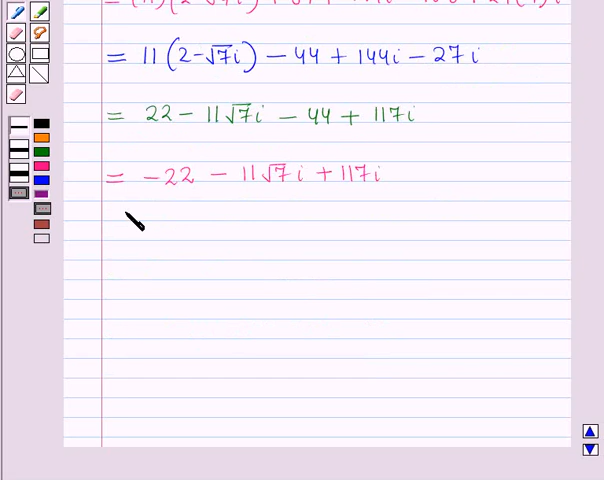 = 11(2-√7i) - 44 + 144i - 27i
= 22 - 11√7i - 44 + 117i
= -22 - 11√7i + 117i